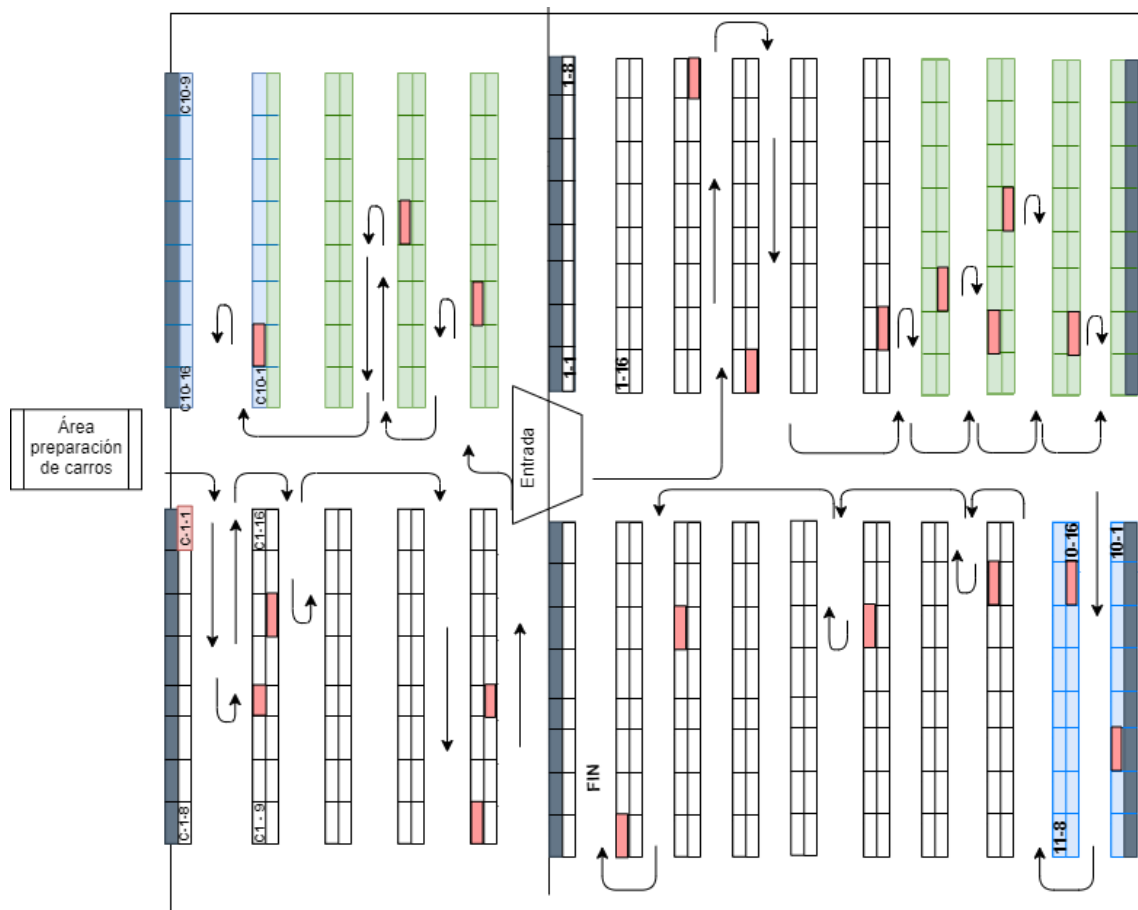 C10-9
C10-16
C10-1
1-8
1-1
1-16
Área
preparación
de carros
Entrada
C-1-1
C-1-8
C1-16
C1 - 9
FIN
10-16
10-1
11-8